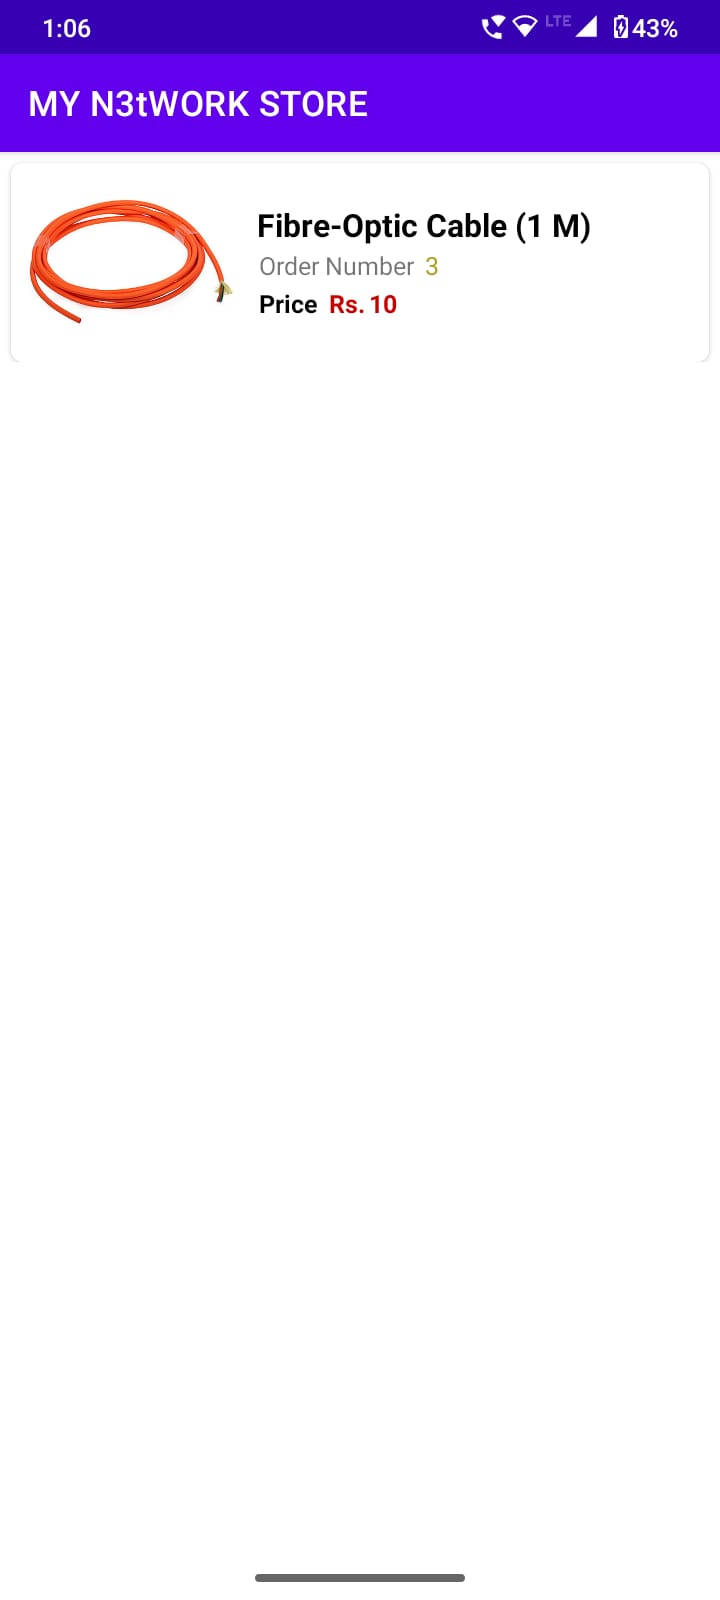 1:06 LTE 43%
MY N3tWORK STORE
Fibre-Optic Cable (1 M)
Order Number 3
Price Rs. 10